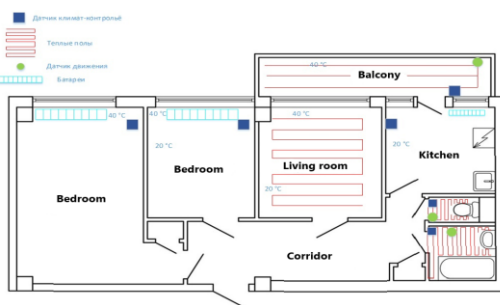 Датчик климат-контролье
Теплые полы
Датчик движения
Батареи
40 °C
Balcony
40 °C
40 °C
40 °C
20 °C
20 °C
Kitchen
Living room
Bedroom
20 °C
Bedroom
Corridor